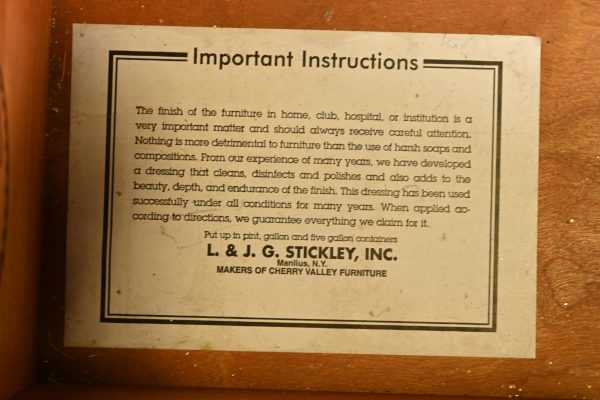 Important Instructions
The finish of the furniture in home, club, hospital, or institution is a
very important matter and should always receive careful attention.
Nothing is more detrimental to furniture than the use of harsh soaps and
compositions. From our experience of many years, we have developed
a dressing that cleans, disinfects and polishes and also adds to the
beauty, depth, and endurance of the finish. This dressing has been used
successfully under all conditions for many years. When applied ac-
cording to directions, we guarantee everything we claim for it.
Put up in pint, gallon and five gallon containers
L. & J. G. STICKLEY, INC.
Manlius, N.Y.
MAKERS OF CHERRY VALLEY FURNITURE